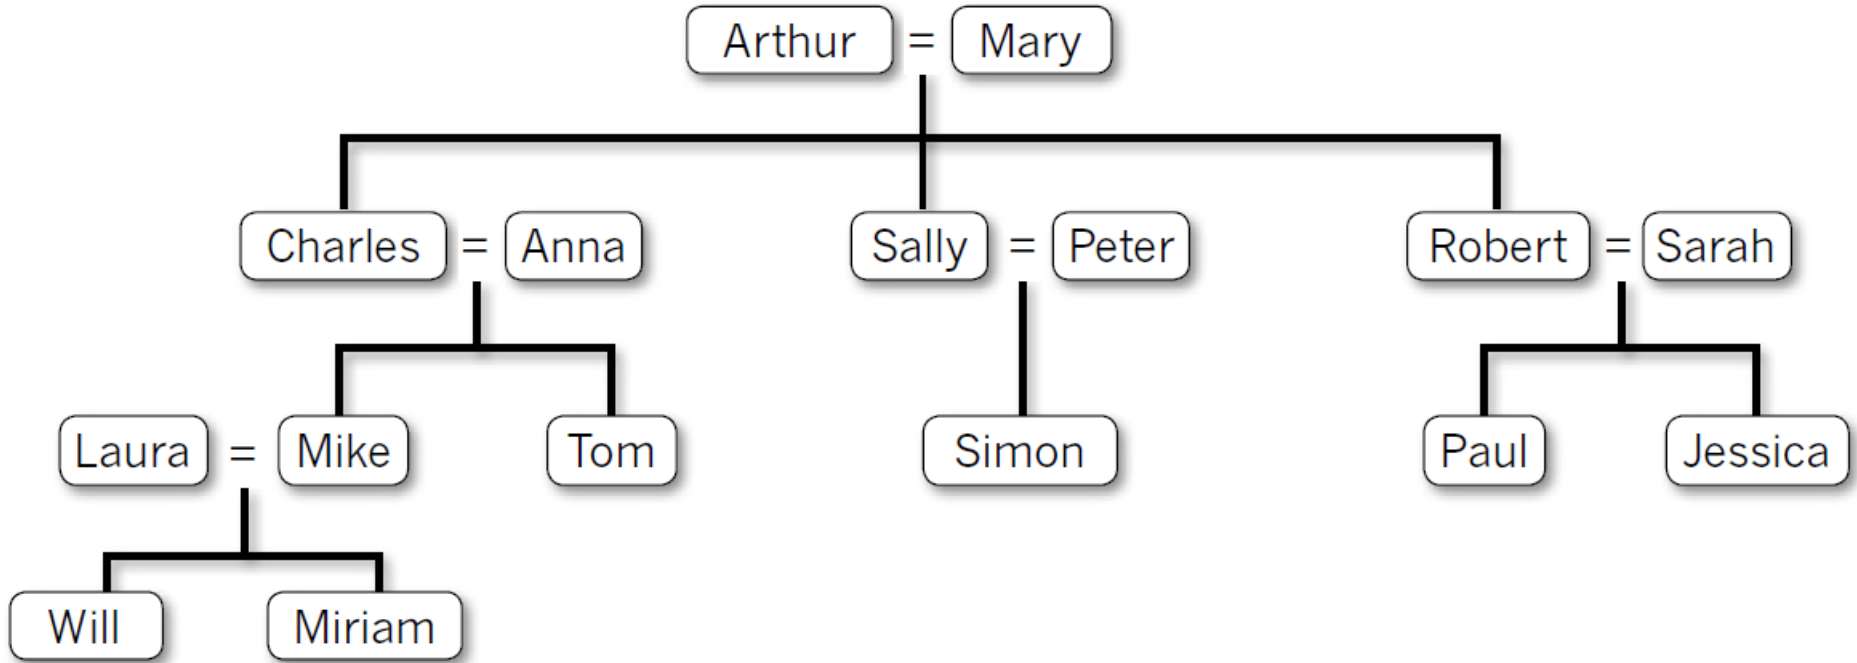 Arthur = Mary
Charles = Anna Sally = Peter Robert = Sarah
Laura = Mike Tom Simon Paul Jessica
Will Miriam